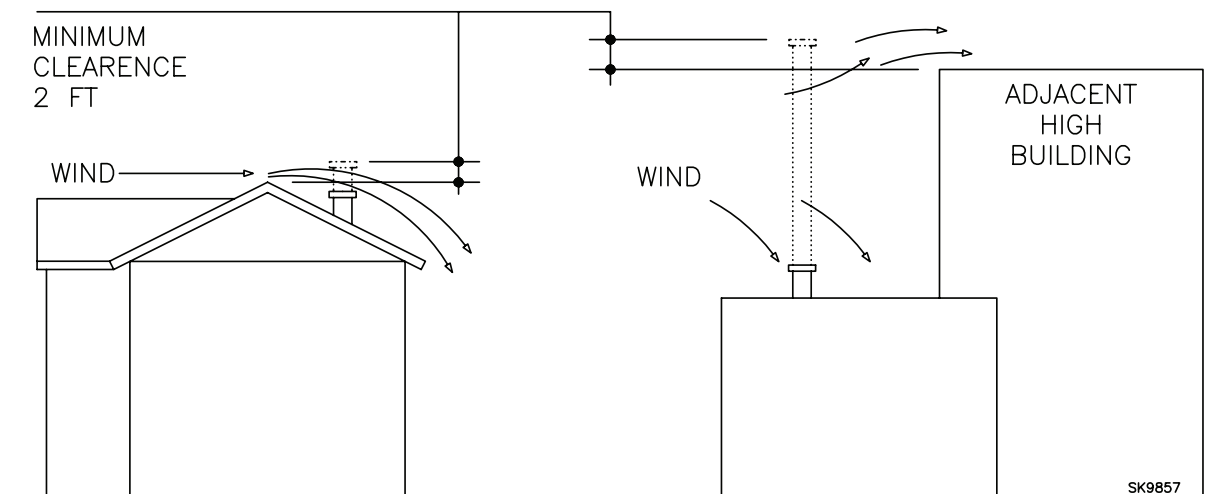 MINIMUM
CLEARENCE
2 FT
WIND
WIND
ADJACENT
HIGH
BUILDING
SK9857